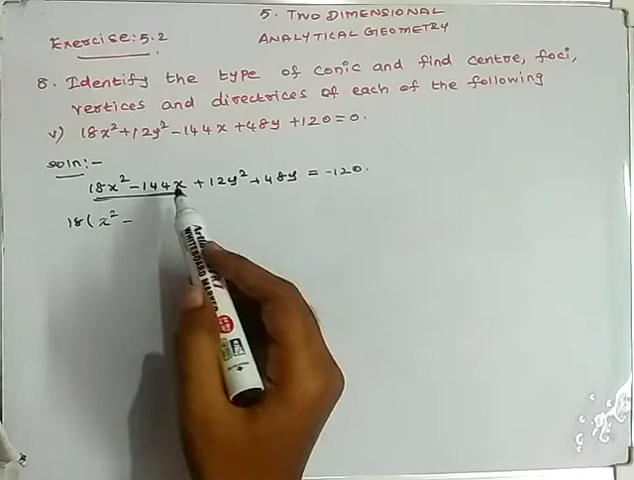 5. TWO DIMENSIONAL
ANALYTICAL GEOMETRY
Exercise: 5.2
8. Identify the type of conic and find centre, foci,
vertices and directrices of each of the following
v) 18x²+12y²-144x+48y+120=0.
soln:-
18x²-144x+12y²+48y=-120.
18(x²-
WHITEBOARD MARKER